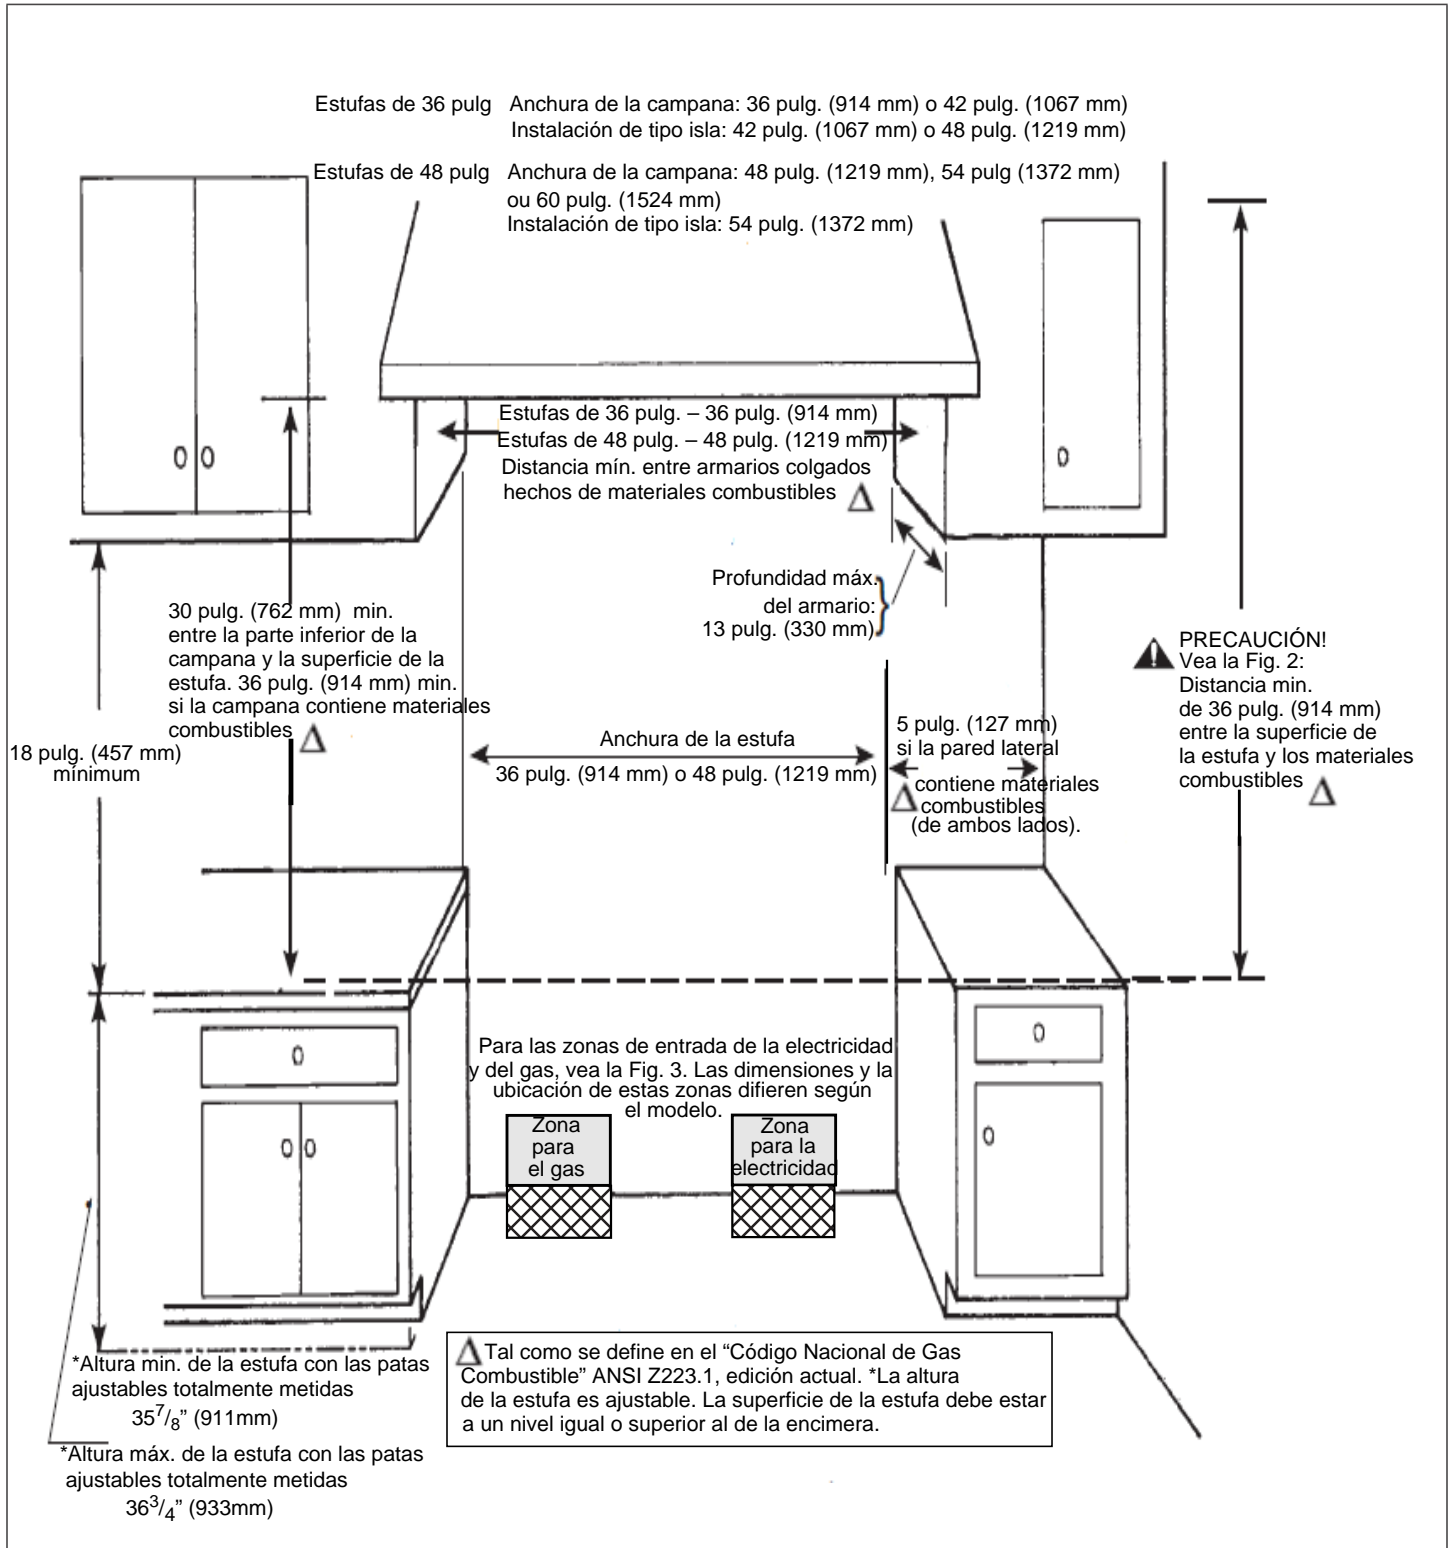 Estufas de 36 pulg Anchura de la campana: 36 pulg. (914 mm) o 42 pulg. (1067 mm)
Instalación de tipo isla: 42 pulg. (1067 mm) o 48 pulg. (1219 mm)
Estufas de 48 pulg Anchura de la campana: 48 pulg. (1219 mm), 54 pulg (1372 mm)
ou 60 pulg. (1524 mm)
Instalación de tipo isla: 54 pulg. (1372 mm)
Estufas de 36 pulg. – 36 pulg. (914 mm)
Estufas de 48 pulg. – 48 pulg. (1219 mm)
Distancia mín. entre armarios colgados
hechos de materiales combustibles Δ
Profundidad máx.
del armario:
13 pulg. (330 mm)
30 pulg. (762 mm) min.
entre la parte inferior de la
campana y la superficie de la
estufa. 36 pulg. (914 mm) min.
si la campana contiene materiales
combustibles Δ
18 pulg. (457 mm)
mínimum
Anchura de la estufa
36 pulg. (914 mm) o 48 pulg. (1219 mm)
5 pulg. (127 mm)
si la pared lateral
contiene materiales
Δ combustibles
(de ambos lados).
PRECAUCIÓN!
Vea la Fig. 2:
Distancia min.
de 36 pulg. (914 mm)
entre la superficie de
la estufa y los materiales
combustibles Δ
Para las zonas de entrada de la electricidad
y del gas, vea la Fig. 3. Las dimensiones y la
ubicación de estas zonas difieren según
el modelo.
Zona
para
el gas
Zona
para la
electricidad
*Altura min. de la estufa con las patas
ajustables totalmente metidas
35 7/8” (911mm)
*Altura máx. de la estufa con las patas
ajustables totalmente metidas
36 3/4” (933mm)
Δ Tal como se define en el “Código Nacional de Gas
Combustible” ANSI Z223.1, edición actual. *La altura
de la estufa es ajustable. La superficie de la estufa debe estar
a un nivel igual o superior al de la encimera.